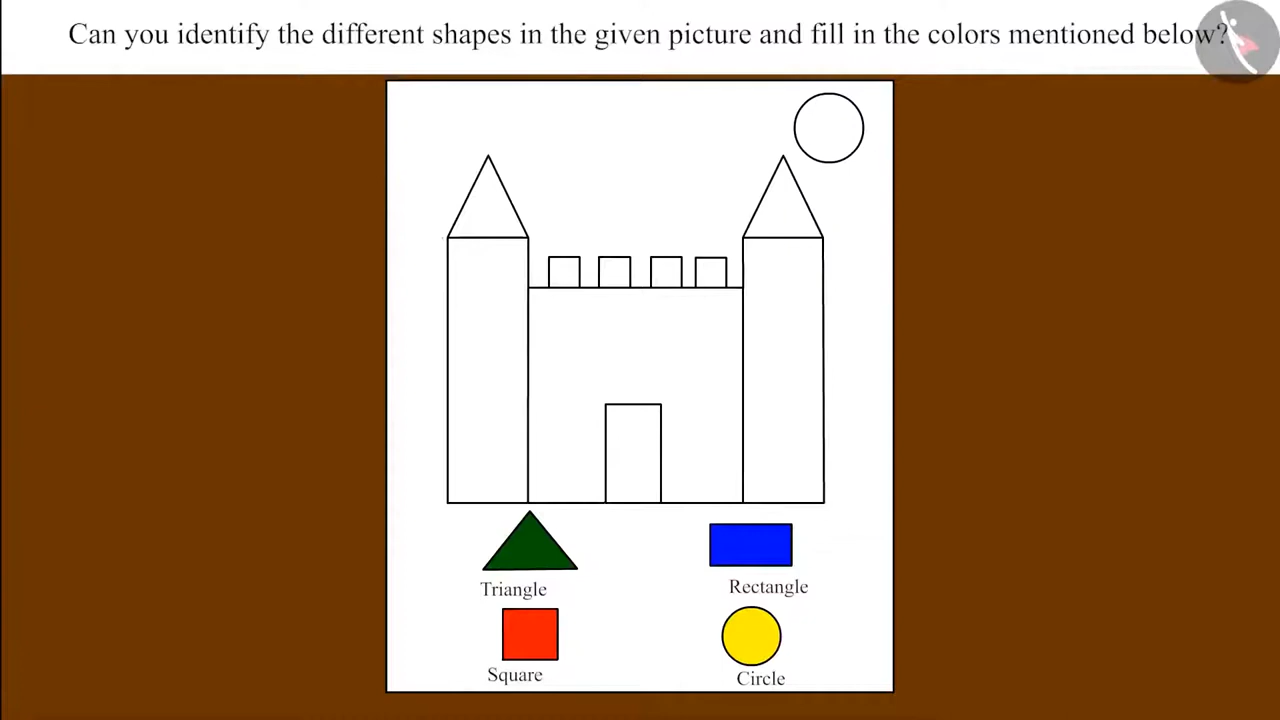 Can you identify the different shapes in the given picture and fill in the colors mentioned below?
Triangle
Rectangle
Square
Circle